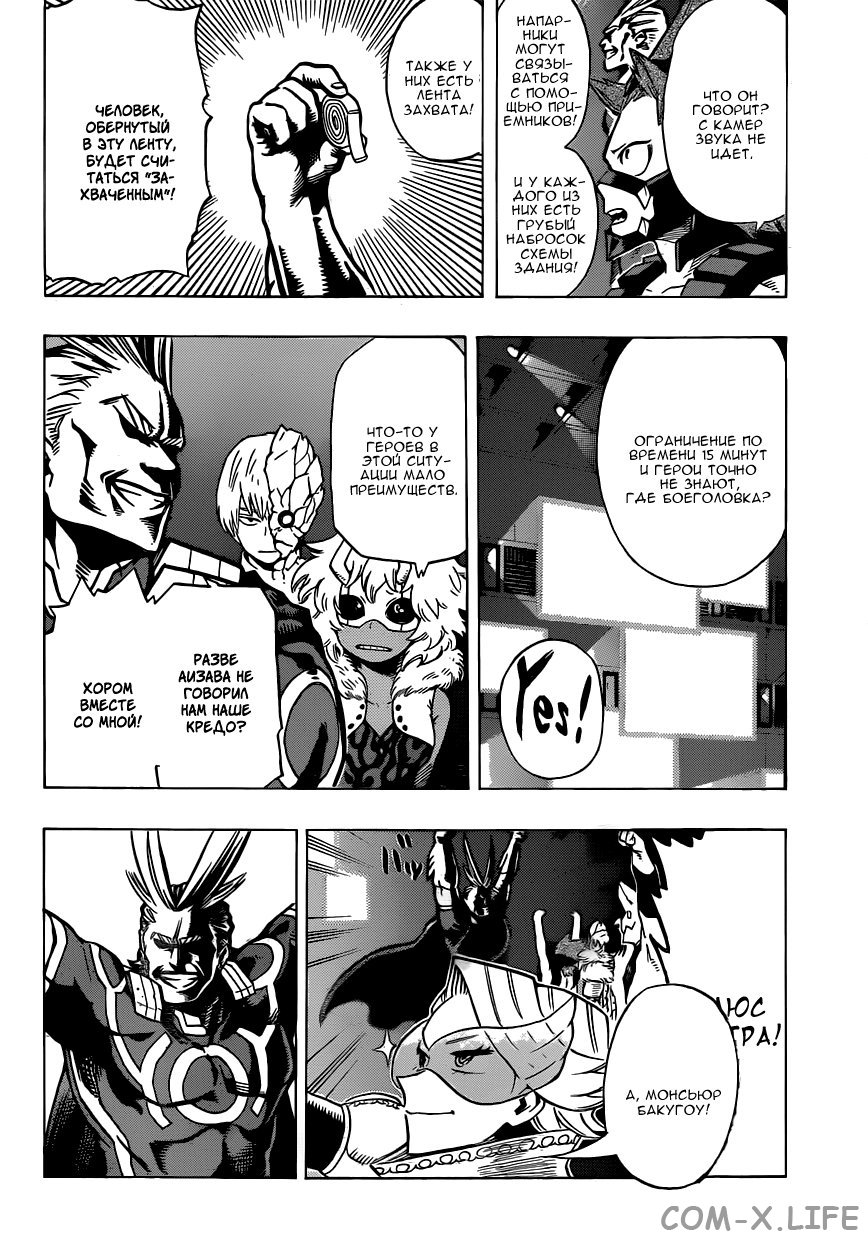 ЧТО ОН
ГОВОРИТ?
С КАМЕР
ЗВУКА НЕ
ИДЕТ.
НАПАР-
НИКИ
МОГУТ
СВЯЗЫ-
ВАТЬСЯ
С ПОМО-
ЩЬЮ ПРИ-
ЕМНИКОВ!
И У КАЖ-
ДОГО ИЗ
НИХ ЕСТЬ
ГРУБЫЙ
НАБРОСОК
СХЕМЫ
ЗДАНИЯ!
ТАКЖЕ У
НИХ ЕСТЬ
ЛЕНТА
ЗАХВАТА!
ЧЕЛОВЕК,
ОБЕРНУТЫЙ
В ЭТУ ЛЕНТУ,
БУДЕТ СЧИ-
ТАТЬСЯ "ЗА-
ХВАЧЕННЫМ"!
ОГРАНИЧЕНИЕ ПО
ВРЕМЕНИ 15 МИНУТ
И ГЕРОИ ТОЧНО
НЕ ЗНАЮТ,
ГДЕ БОЕГОЛОВКА?
Yes!
ЧТО-ТО У
ГЕРОЕВ В
ЭТОЙ СИТУ-
АЦИИ МАЛО
ПРЕИМУЩЕСТВ.
РАЗВЕ
АИЗАВА НЕ
ГОВОРИЛ
НАМ НАШЕ
КРЕДО?
ХОРОМ
ВМЕСТЕ
СО МНОЙ!
ЛЮС
ТРА!
А, МОНСЬЮР
БАКУГОУ!
COM-X.LIFE